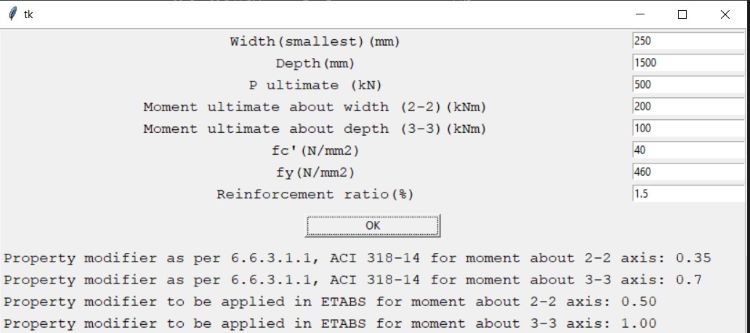 tk
Width(smallest)(mm) 250
Depth(mm) 1500
P ultimate (kN) 500
Moment ultimate about width (2-2)(kNm) 200
Moment ultimate about depth (3-3)(kNm) 100
fc'(N/mm2) 40
fy(N/mm2) 460
Reinforcement ratio(%) 1.5
OK
Property modifier as per 6.6.3.1.1, ACI 318-14 for moment about 2-2 axis: 0.35
Property modifier as per 6.6.3.1.1, ACI 318-14 for moment about 3-3 axis: 0.7
Property modifier to be applied in ETABS for moment about 2-2 axis: 0.50
Property modifier to be applied in ETABS for moment about 3-3 axis: 1.00